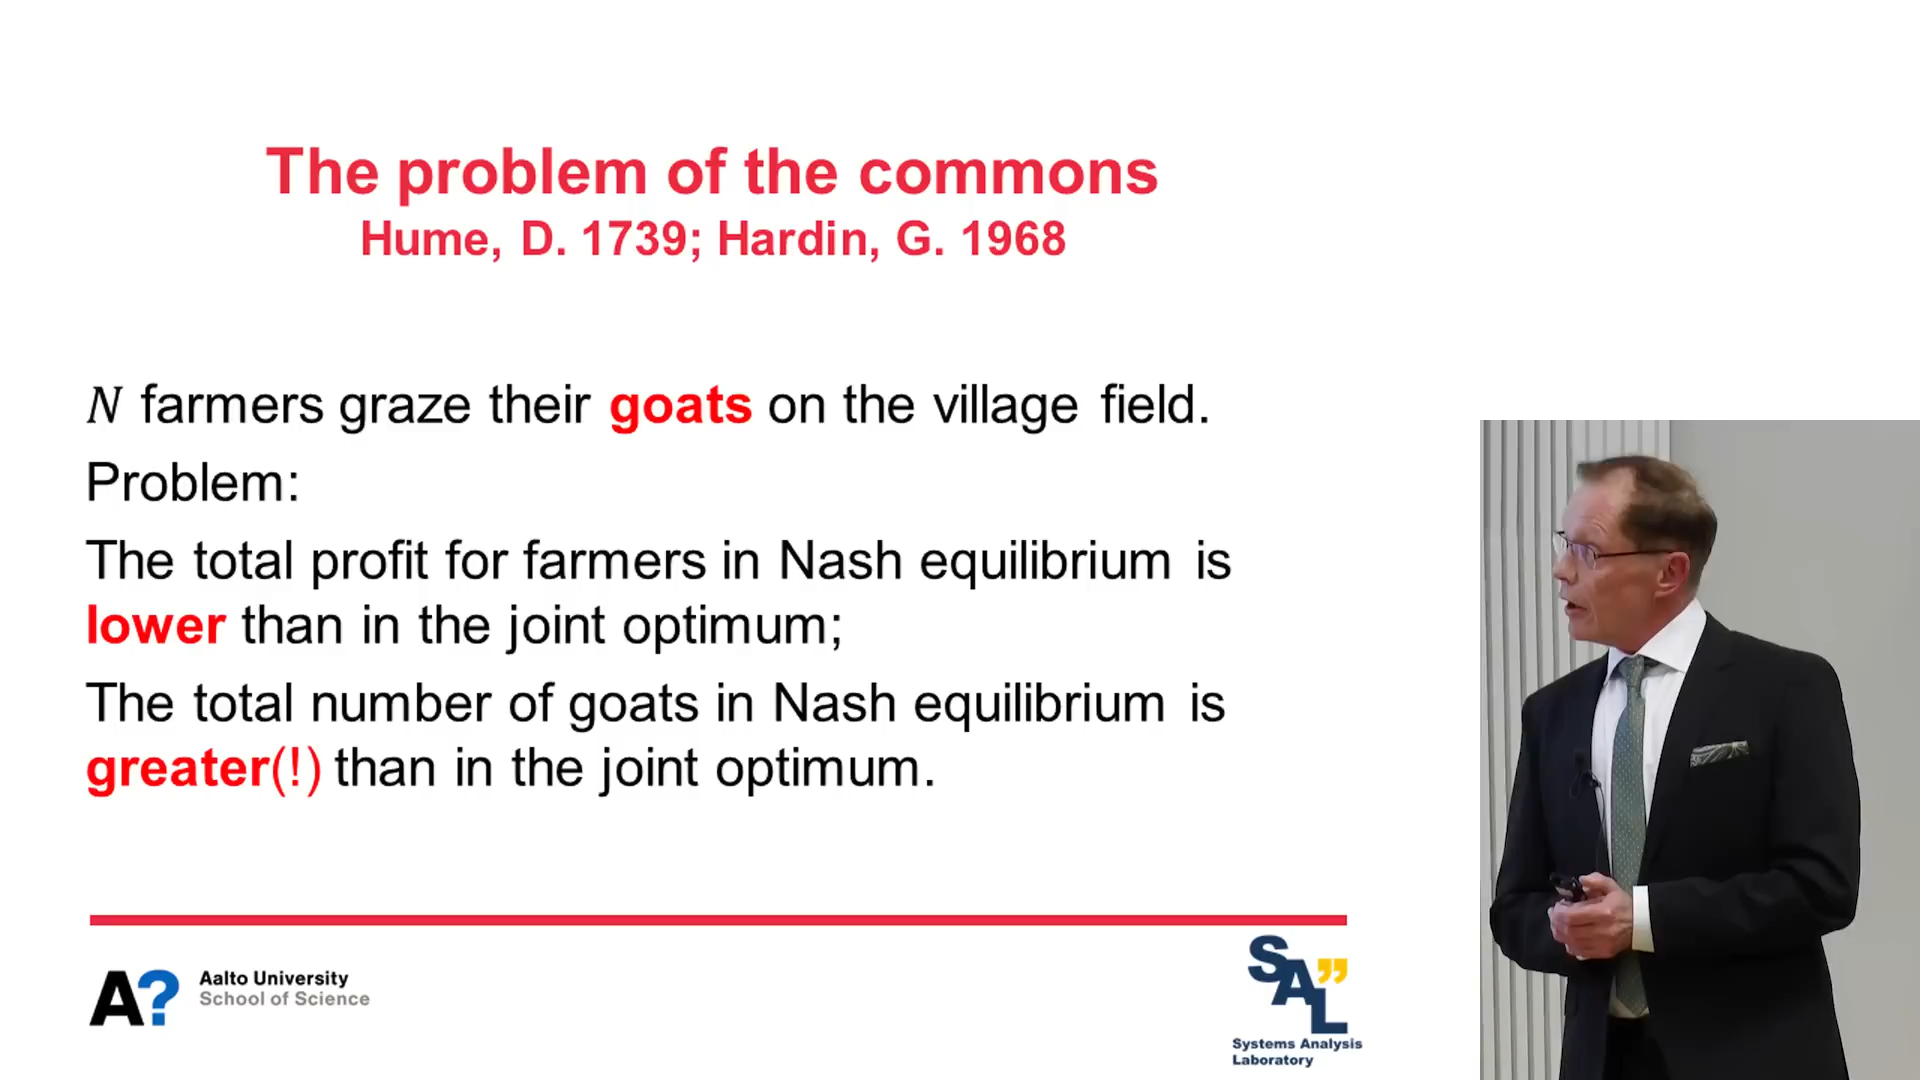 The problem of the commons
Hume, D. 1739; Hardin, G. 1968
N farmers graze their goats on the village field.
Problem:
The total profit for farmers in Nash equilibrium is
lower than in the joint optimum;
The total number of goats in Nash equilibrium is
greater(!) than in the joint optimum.
A?
Aalto University
School of Science
SAL
Systems Analysis
Laboratory